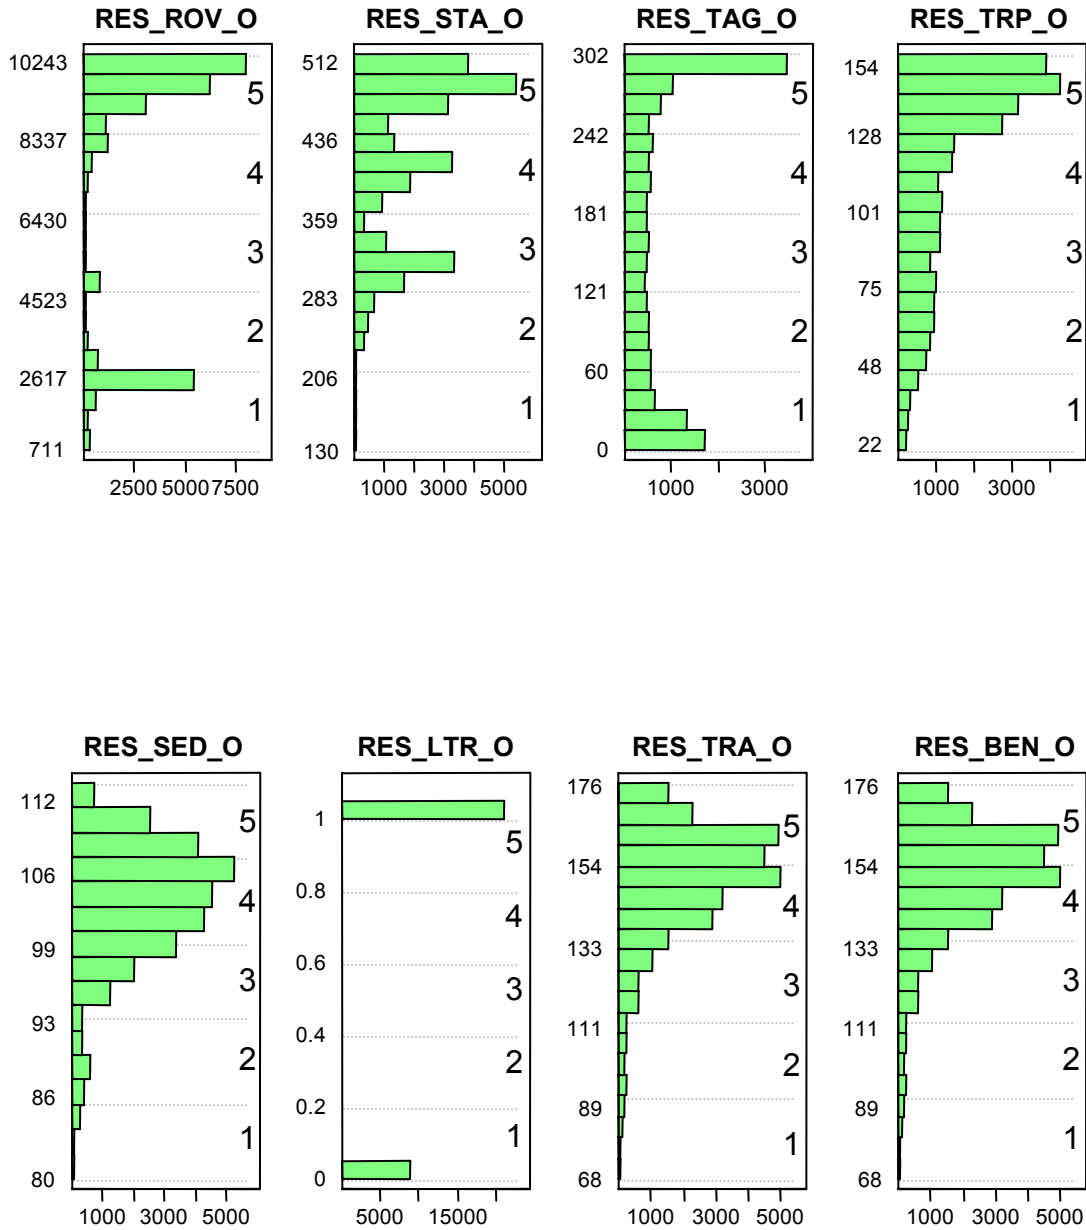 RES_ROV_O RES_STA_O RES_TAG_O RES_TRP_O
10243 8337 6430 4523 2617 711
5 4 3 2 1
2500 5000 7500
512 436 359 283 206 130
5 4 3 2 1
1000 3000 5000
302 242 181 121 60 0
5 4 3 2 1
1000 3000
154 128 101 75 48 22
5 4 3 2 1
1000 3000
RES_SED_O RES_LTR_O RES_TRA_O RES_BEN_O
112 106 99 93 86 80
5 4 3 2 1
1000 3000 5000
1 0.8 0.6 0.4 0.2 0
5 4 3 2 1
5000 15000
176 154 133 111 89 68
5 4 3 2 1
1000 3000 5000
176 154 133 111 89 68
5 4 3 2 1
1000 3000 5000